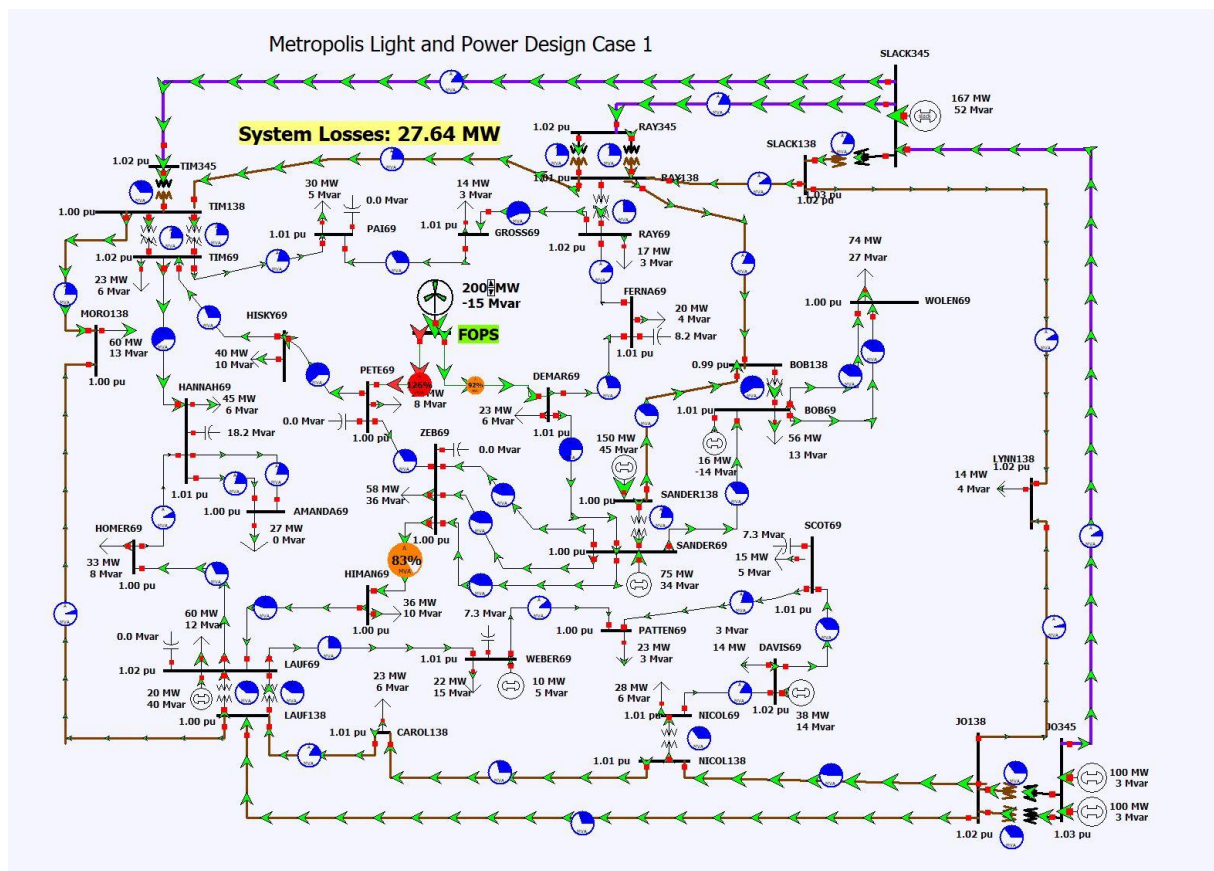 Metropolis Light and Power Design Case 1
SLACK345
167 MW
52 Mvar
System Losses: 27.64 MW
1.02 pu
RAY345
SLACK138
1.02 pu
TIM345
1.01 pu
RAY138
1.03 pu
1.02 pu
30 MW
5 Mvar
0.0 Mvar
14 MW
3 Mvar
1.00 pu
TIM138
1.01 pu
PAI69
1.01 pu
GROSS69
RAY69
1.02 pu
17 MW
3 Mvar
1.02 pu
TIM69
23 MW
6 Mvar
74 MW
27 Mvar
200 MW
-15 Mvar
FERNA69
20 MW
4 Mvar
8.2 Mvar
1.00 pu
WOLEN69
MORO138
60 MW
13 Mvar
1.00 pu
HISKY69
FOPS
1.01 pu
40 MW
10 Mvar
PETE69
126%
92%
DEMAR69
0.99 pu
BOB138
HANNAH69
45 MW
6 Mvar
8 Mvar
0.0 Mvar
1.00 pu
23 MW
6 Mvar
1.01 pu
1.01 pu
BOB69
18.2 Mvar
ZEB69
0.0 Mvar
150 MW
45 Mvar
16 MW
-14 Mvar
56 MW
13 Mvar
LYNN138
1.02 pu
14 MW
4 Mvar
1.01 pu
58 MW
36 Mvar
1.00 pu
SANDER138
1.00 pu
AMANDA69
27 MW
0 Mvar
HOMER69
33 MW
8 Mvar
1.00 pu
1.00 pu
1.00 pu
SANDER69
SCOT69
7.3 Mvar
15 MW
5 Mvar
1.01 pu
83%
MVA
HIMAN69
75 MW
34 Mvar
60 MW
12 Mvar
36 MW
10 Mvar
1.00 pu
7.3 Mvar
0.0 Mvar
1.00 pu
PATTEN69
23 MW
3 Mvar
3 Mvar
14 MW
DAVIS69
1.02 pu
LAUF69
1.01 pu
WEBER69
22 MW
15 Mvar
10 MW
5 Mvar
20 MW
40 Mvar
23 MW
6 Mvar
28 MW
6 Mvar
1.02 pu
38 MW
14 Mvar
1.00 pu
LAUF138
1.01 pu
CAROL138
1.01 pu
NICOL69
JO138
JO345
1.01 pu
NICOL138
100 MW
3 Mvar
100 MW
3 Mvar
1.02 pu
1.03 pu